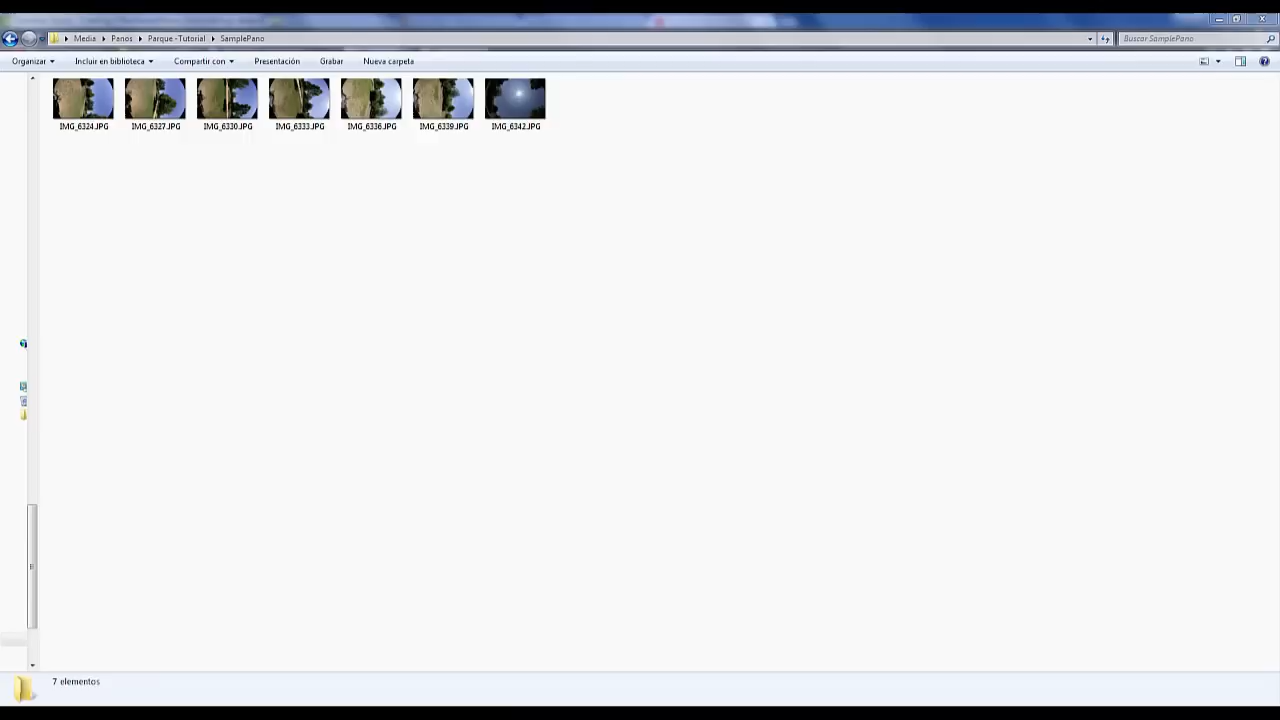 Media Panos Parque -Tutorial SamplePano Buscar SamplePano
Organizar Incluir en biblioteca Compartir con Presentación Grabar Nueva carpeta
IMG_6324.JPG IMG_6327.JPG IMG_6330.JPG IMG_6333.JPG IMG_6336.JPG IMG_6339.JPG IMG_6342.JPG
7 elementos